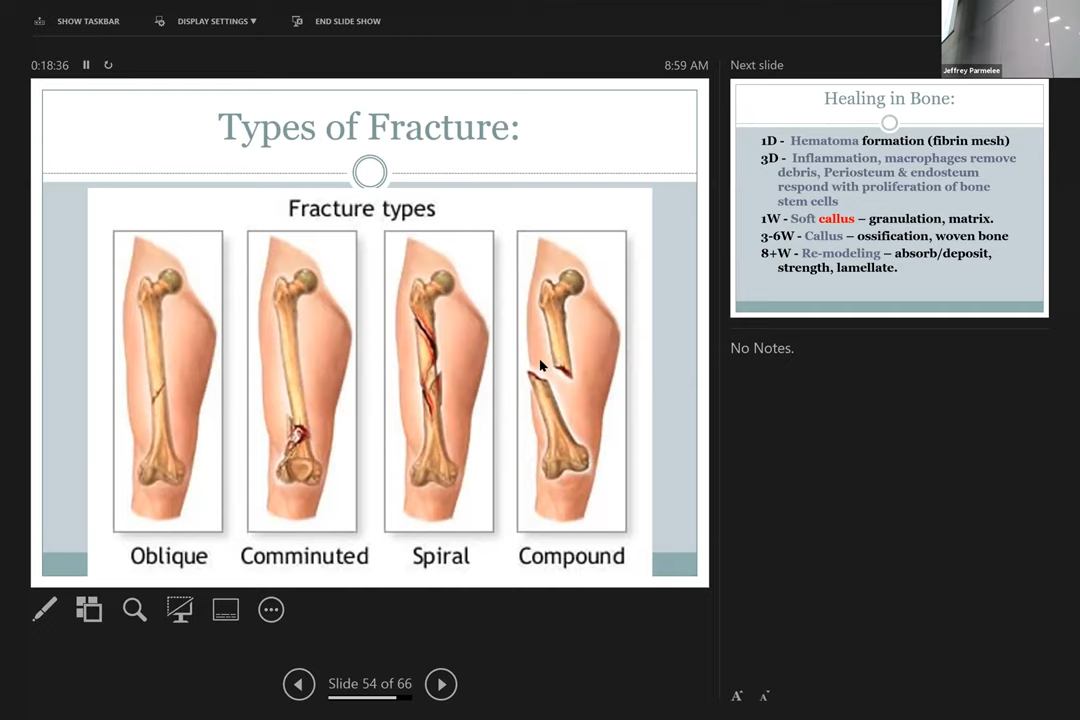 SHOW TASKBAR
DISPLAY SETTINGS ▼
END SLIDE SHOW
Jeffrey Parmelee
0:18:36
8:59 AM
Next slide
Types of Fracture:
Fracture types
Oblique
Comminuted
Spiral
Compound
Healing in Bone:
1D - Hematoma formation (fibrin mesh)
3D - Inflammation, macrophages remove
debris, Periosteum & endosteum
respond with proliferation of bone
stem cells
1W - Soft callus – granulation, matrix.
3-6W - Callus – ossification, woven bone
8+W - Re-modeling – absorb/deposit,
strength, lamellate.
No Notes.
Slide 54 of 66
A A